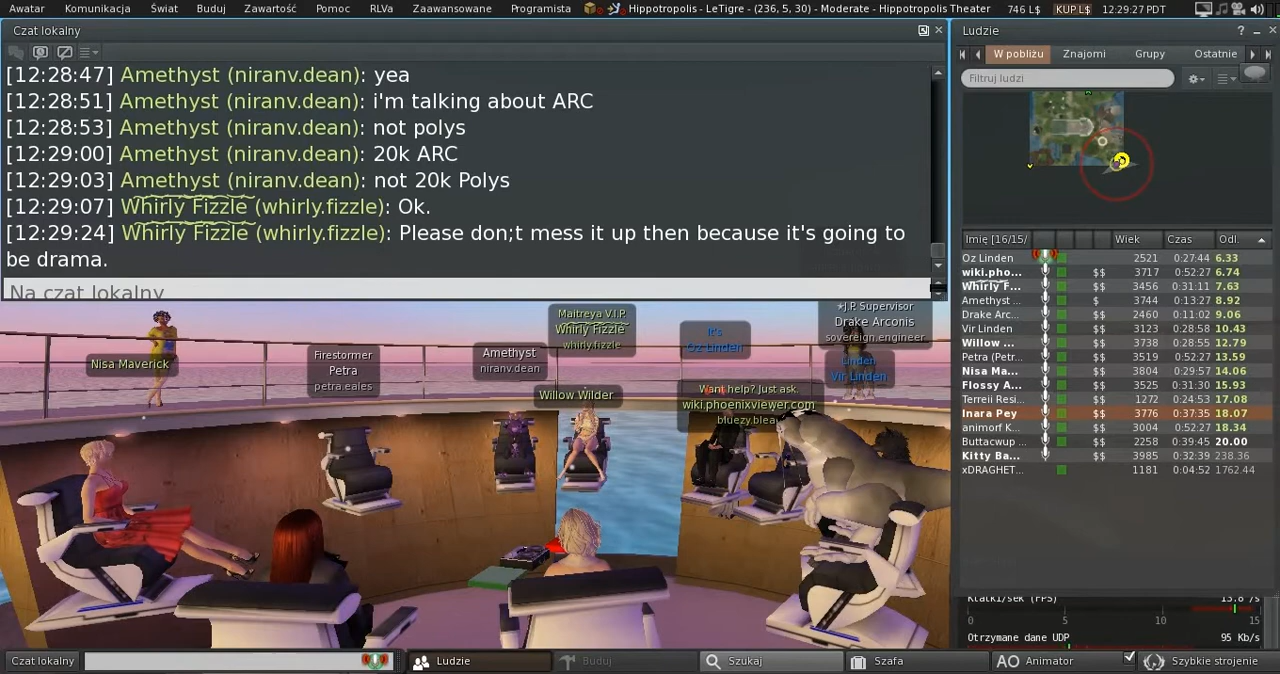 Awatar Komunikacja Świat Buduj Zawartość Pomoc RLVa Zaawansowane Programista Hippotropolis - LeTigre - (236, 5, 30) - Moderate - Hippotropolis Theater 746 L$ KUP L$ 12:29:27 PDT
Czat lokalny
[12:28:47] Amethyst (niranv.dean): yea
[12:28:51] Amethyst (niranv.dean): i'm talking about ARC
[12:28:53] Amethyst (niranv.dean): not polys
[12:29:00] Amethyst (niranv.dean): 20k ARC
[12:29:03] Amethyst (niranv.dean): not 20k Polys
[12:29:07] Whirly Fizzle (whirly.fizzle): Ok.
[12:29:24] Whirly Fizzle (whirly.fizzle): Please don;t mess it up then because it's going to
be drama.
Na czat lokalny
Nisa Maverick
Firestormer
Petra
petra.eales
Amethyst
niranv.dean
Maitreya V.I.P.
Whirly Fizzle
whirly.fizzle
Willow Wilder
It's
Oz Linden
J.P. Supervisor
Drake Arconis
sovereign.engineer
Linden
Vir Linden
Want help? Just ask.
wiki.phoenixviewer.com
bluezy.blea
Ludzie
W pobliżu Znajomi Grupy Ostatnie
Filtruj ludzi
Imię [16/15/ Wiek Czas Odl.
Oz Linden 2521 0:27:44 6.33
wiki.pho... $$ 3717 0:52:27 6.74
Whirly F... $$ 3456 0:31:11 7.63
Amethyst ... $ 3744 0:13:27 8.92
Drake Arc... $$ 2460 0:11:02 9.06
Vir Linden 3123 0:28:58 10.43
Willow ... $$ 3738 0:28:55 12.79
Petra (Petr... $$ 3519 0:52:27 13.59
Nisa Ma... $$ 3804 0:29:57 14.06
Flossy A... $$ 3525 0:31:30 15.93
Terreii Resi... $$ 1272 0:24:53 17.08
Inara Pey $$ 3776 0:37:35 18.07
animorf K... $$ 3004 0:52:27 18.34
Buttacwup ... $$ 2258 0:39:45 20.00
Kitty Ba... $$ 3985 0:32:39 238.36
xDRAGHET... 1181 0:04:52 1762.44
Klatki/sek (FPS) 13.8 /s
0 5 10 15
Otrzymane dane UDP 95 Kb/s
Czat lokalny Ludzie Buduj Szukaj Szafa AO Animator Szybkie strojenie